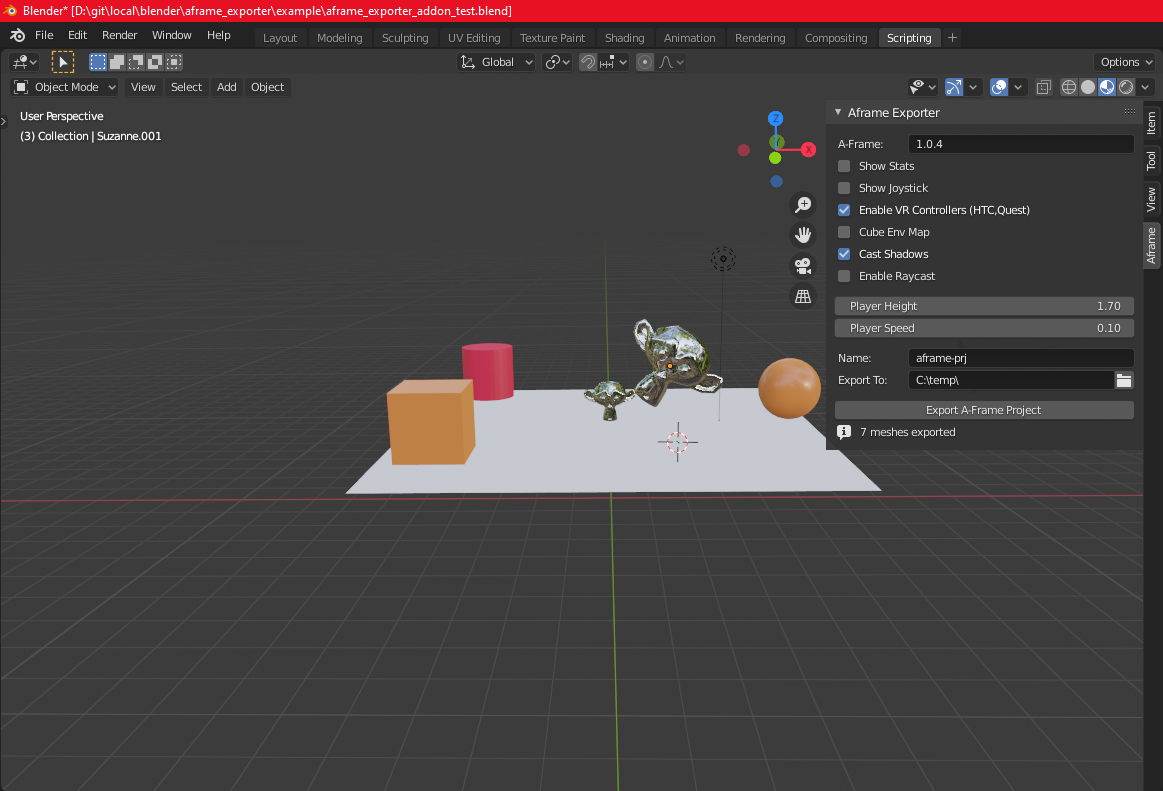 Blender* [D:\git\local\blender\aframe_exporter\example\aframe_exporter_addon_test.blend]
File Edit Render Window Help Layout Modeling Sculpting UV Editing Texture Paint Shading Animation Rendering Compositing Scripting
Global Options
Object Mode View Select Add Object
User Perspective
(3) Collection | Suzanne.001
Z
X
Aframe Exporter
A-Frame: 1.0.4
Show Stats
Show Joystick
Enable VR Controllers (HTC,Quest)
Cube Env Map
Cast Shadows
Enable Raycast
Player Height 1.70
Player Speed 0.10
Name: aframe-prj
Export To: C:\temp\
Export A-Frame Project
7 meshes exported
Item
Tool
View
Aframe